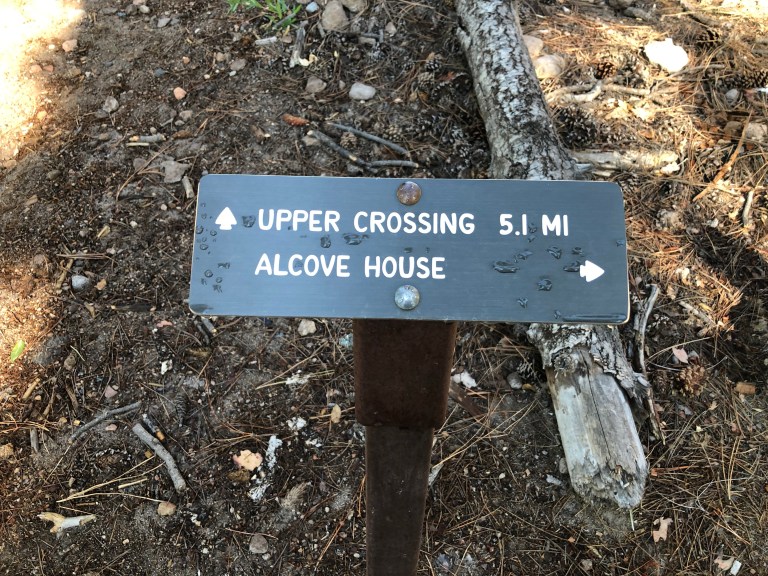 UPPER CROSSING 5.1 MI
ALCOVE HOUSE